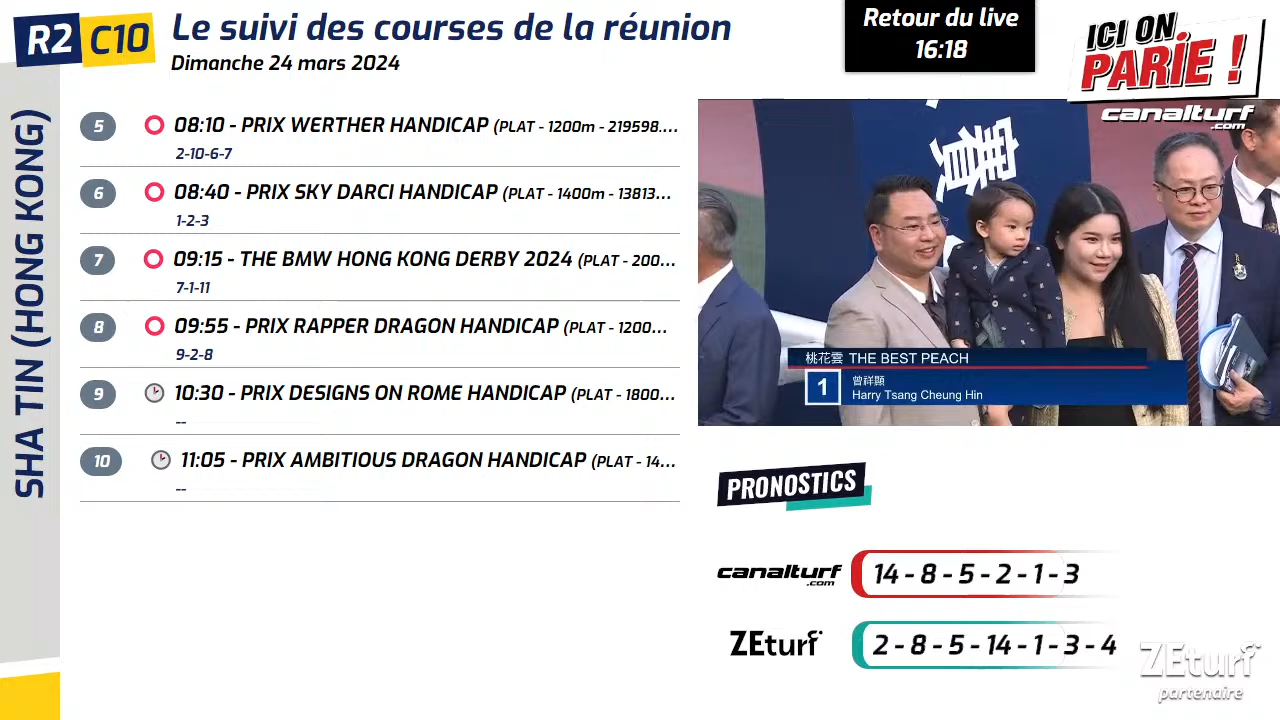 R2 C10
Le suivi des courses de la réunion
Dimanche 24 mars 2024
Retour du live
16:18
ICI ON
PARIE !
canalturf
.com
SHA TIN (HONG KONG)
5 08:10 - PRIX WERTHER HANDICAP (PLAT - 1200m - 219598....
2-10-6-7
6 08:40 - PRIX SKY DARCI HANDICAP (PLAT - 1400m - 13813...
1-2-3
7 09:15 - THE BMW HONG KONG DERBY 2024 (PLAT - 200...
7-1-11
8 09:55 - PRIX RAPPER DRAGON HANDICAP (PLAT - 1200...
9-2-8
9 10:30 - PRIX DESIGNS ON ROME HANDICAP (PLAT - 1800...
--
10 11:05 - PRIX AMBITIOUS DRAGON HANDICAP (PLAT - 14...
--
賽
桃花雲 THE BEST PEACH
1 曾祥顯
Harry Tsang Cheung Hin
PRONOSTICS
canalturf
.com
14 - 8 - 5 - 2 - 1 - 3
ZEturf
2 - 8 - 5 - 14 - 1 - 3 - 4
ZEturf
partenaire